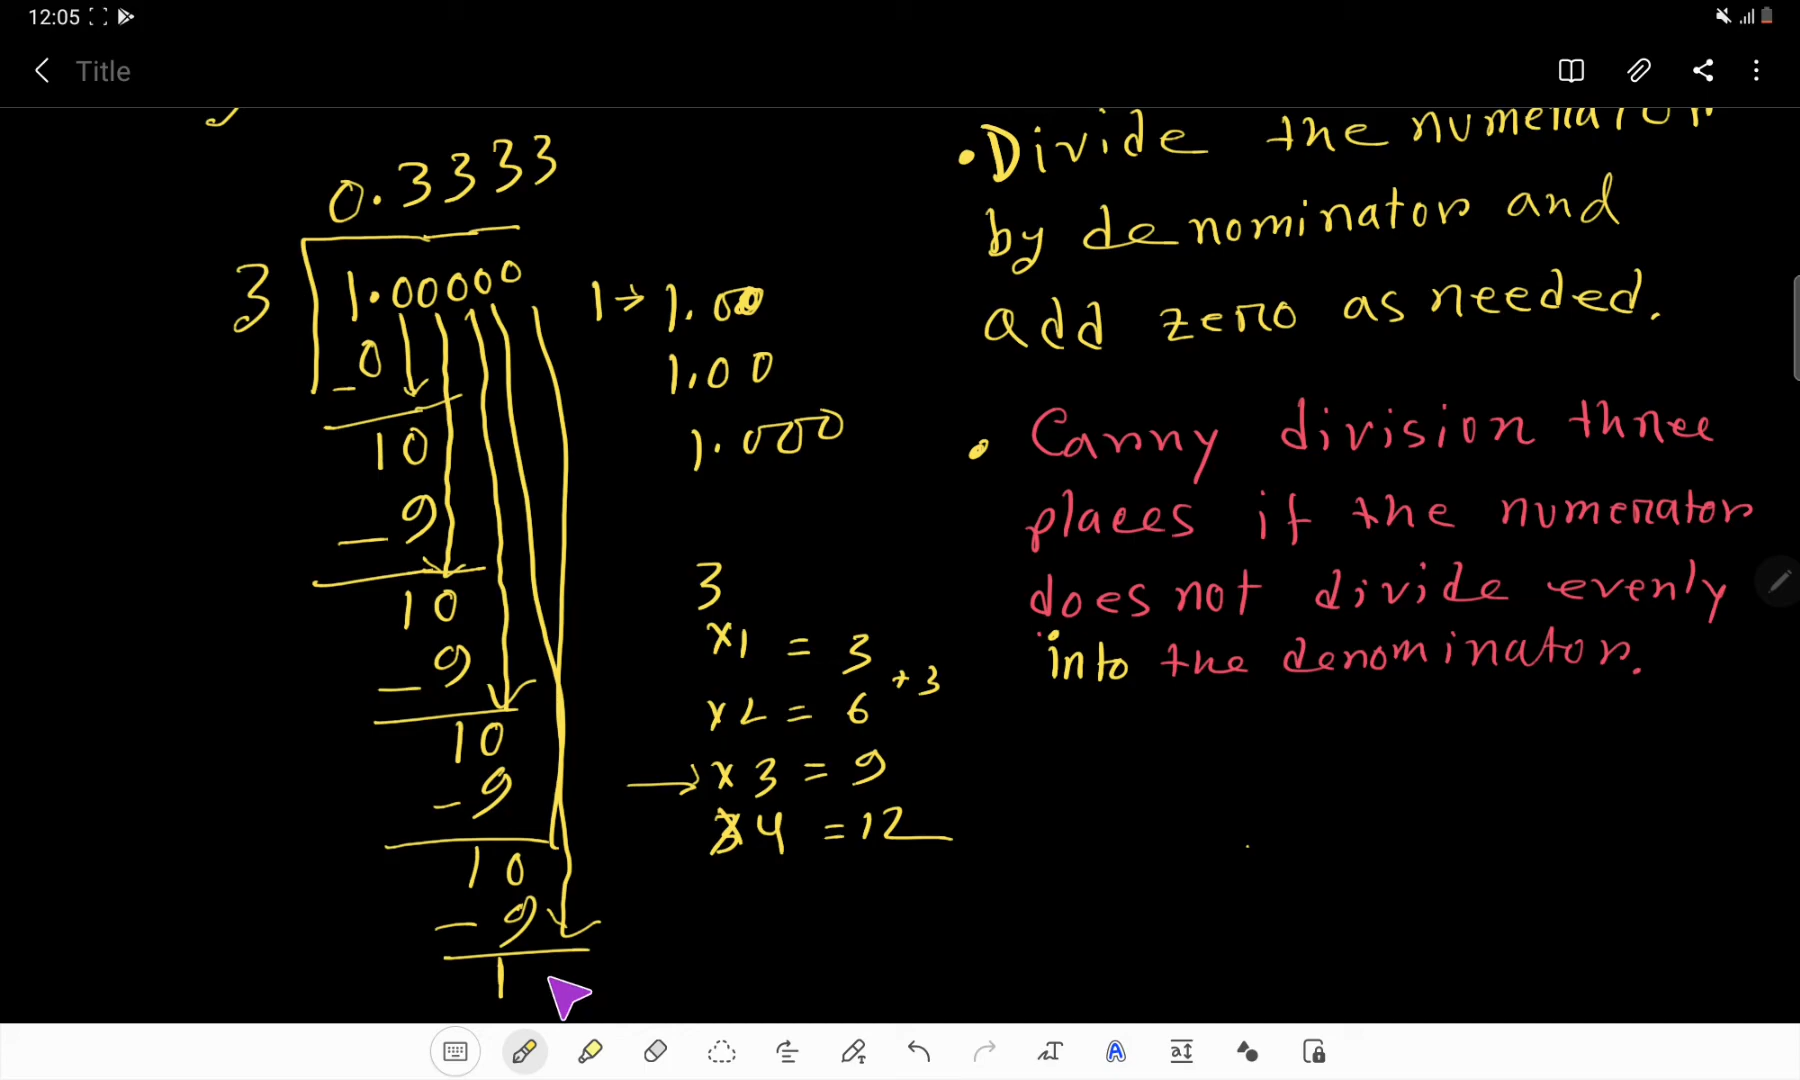 12:05
Title
0.3333
3 1.00000
- 0
10
- 9
10
- 9
10
- 9
10
- 9
1
1 → 1.00
1.00
1.000
3
x1 = 3
+ 3
x2 = 6
→ x 3 = 9
x4 = 12
• Divide the numerator
by denominator and
add zero as needed.
• Carry division three
places if the numerator
does not divide evenly
into the denominator.